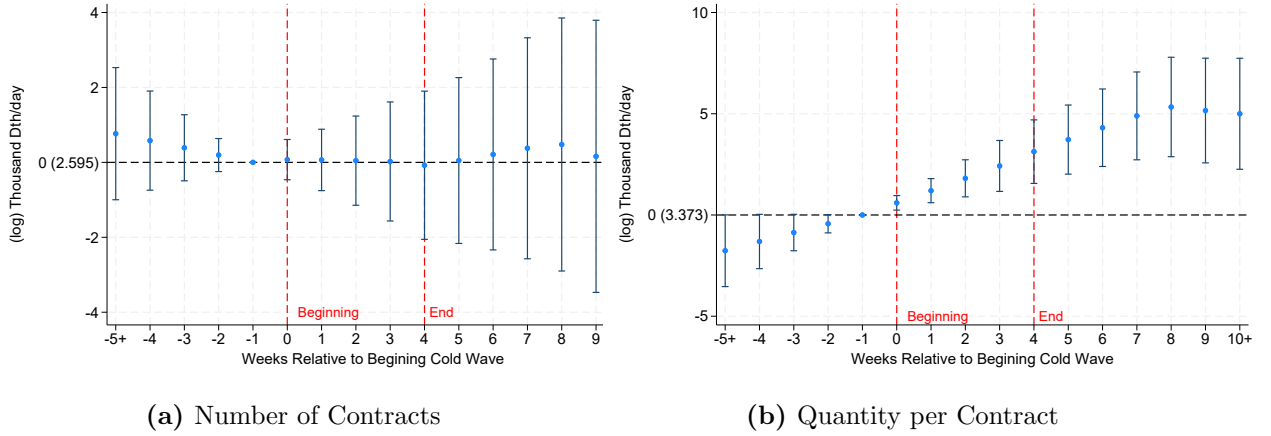 4
2
0 (2.595)
-2
-4
(log) Thousand Dth/day
Beginning
End
-5+ -4 -3 -2 -1 0 1 2 3 4 5 6 7 8 9
Weeks Relative to Begining Cold Wave
(a) Number of Contracts
10
5
0 (3.373)
-5
(log) Thousand Dth/day
Beginning
End
-5+ -4 -3 -2 -1 0 1 2 3 4 5 6 7 8 9 10+
Weeks Relative to Begining Cold Wave
(b) Quantity per Contract